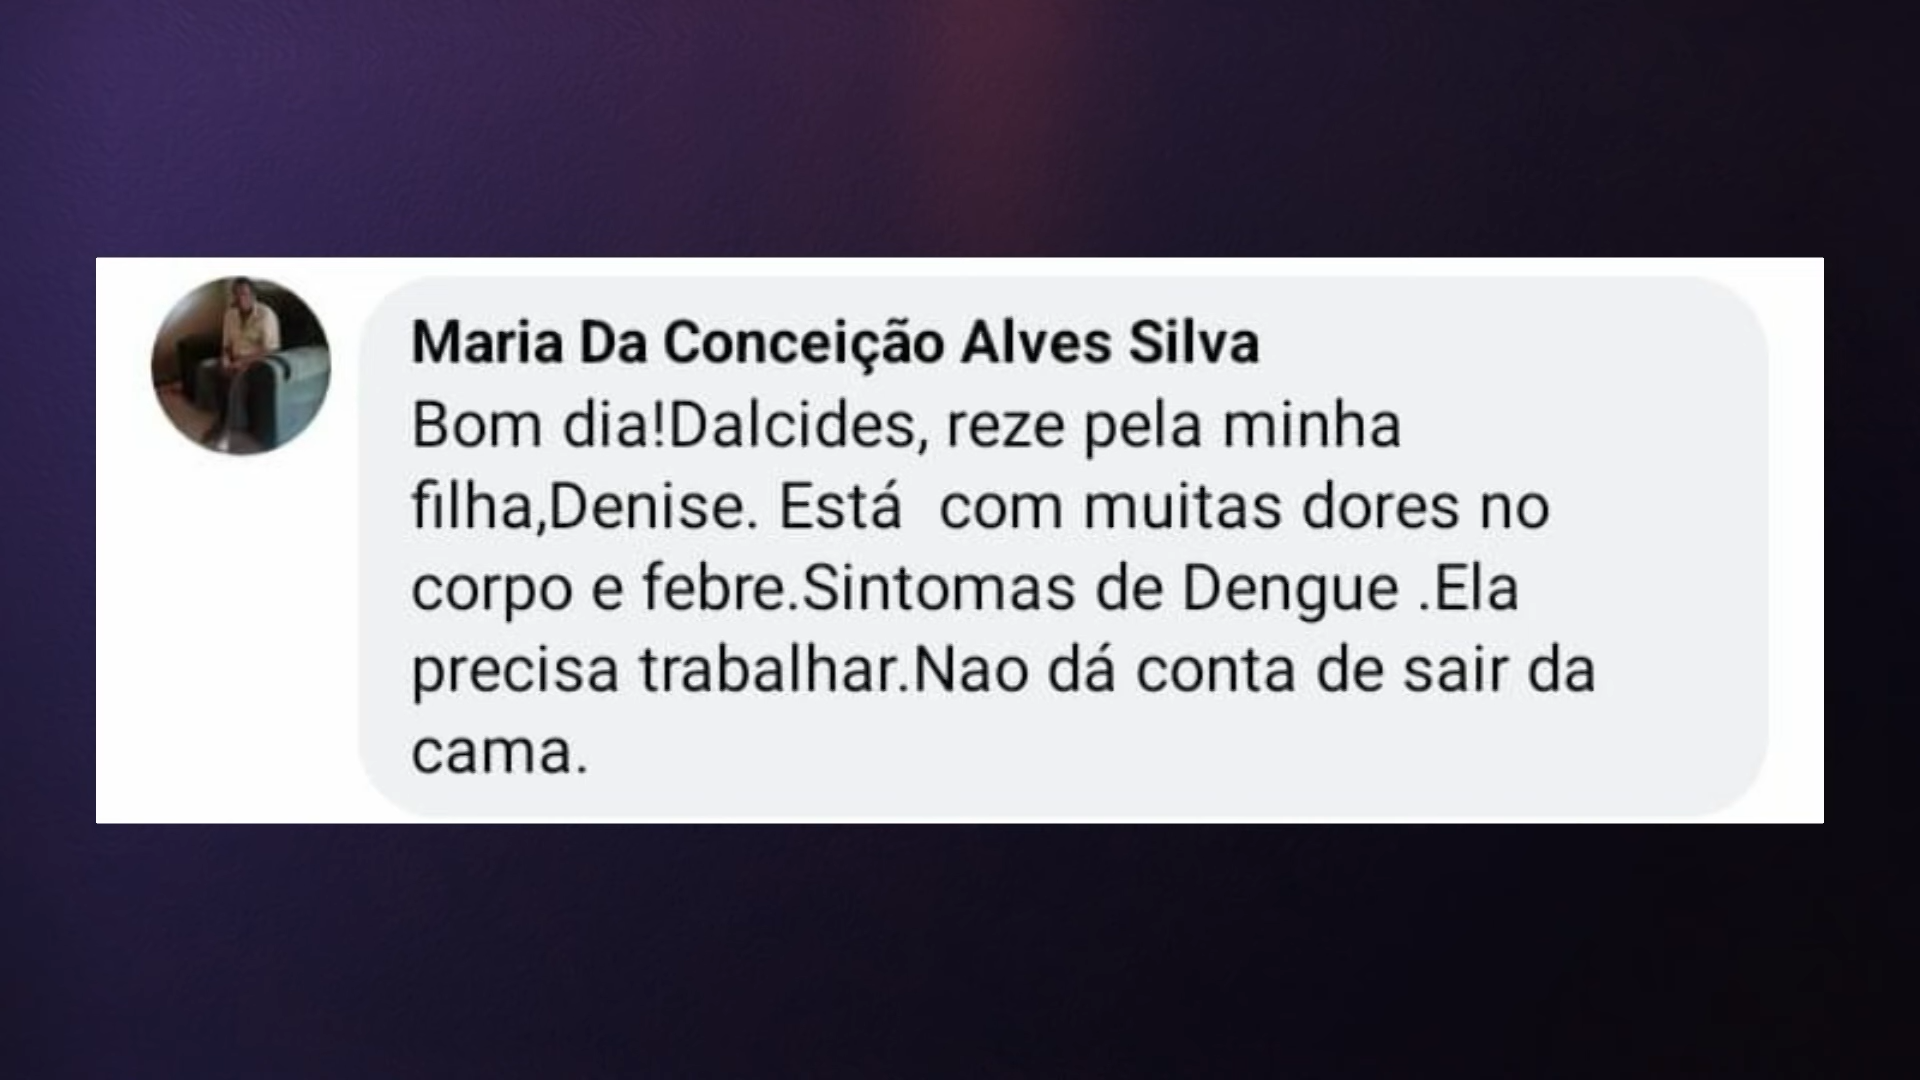 Maria Da Conceição Alves Silva
Bom dia!Dalcides, reze pela minha
filha,Denise. Está  com muitas dores no
corpo e febre.Sintomas de Dengue .Ela
precisa trabalhar.Nao dá conta de sair da
cama.